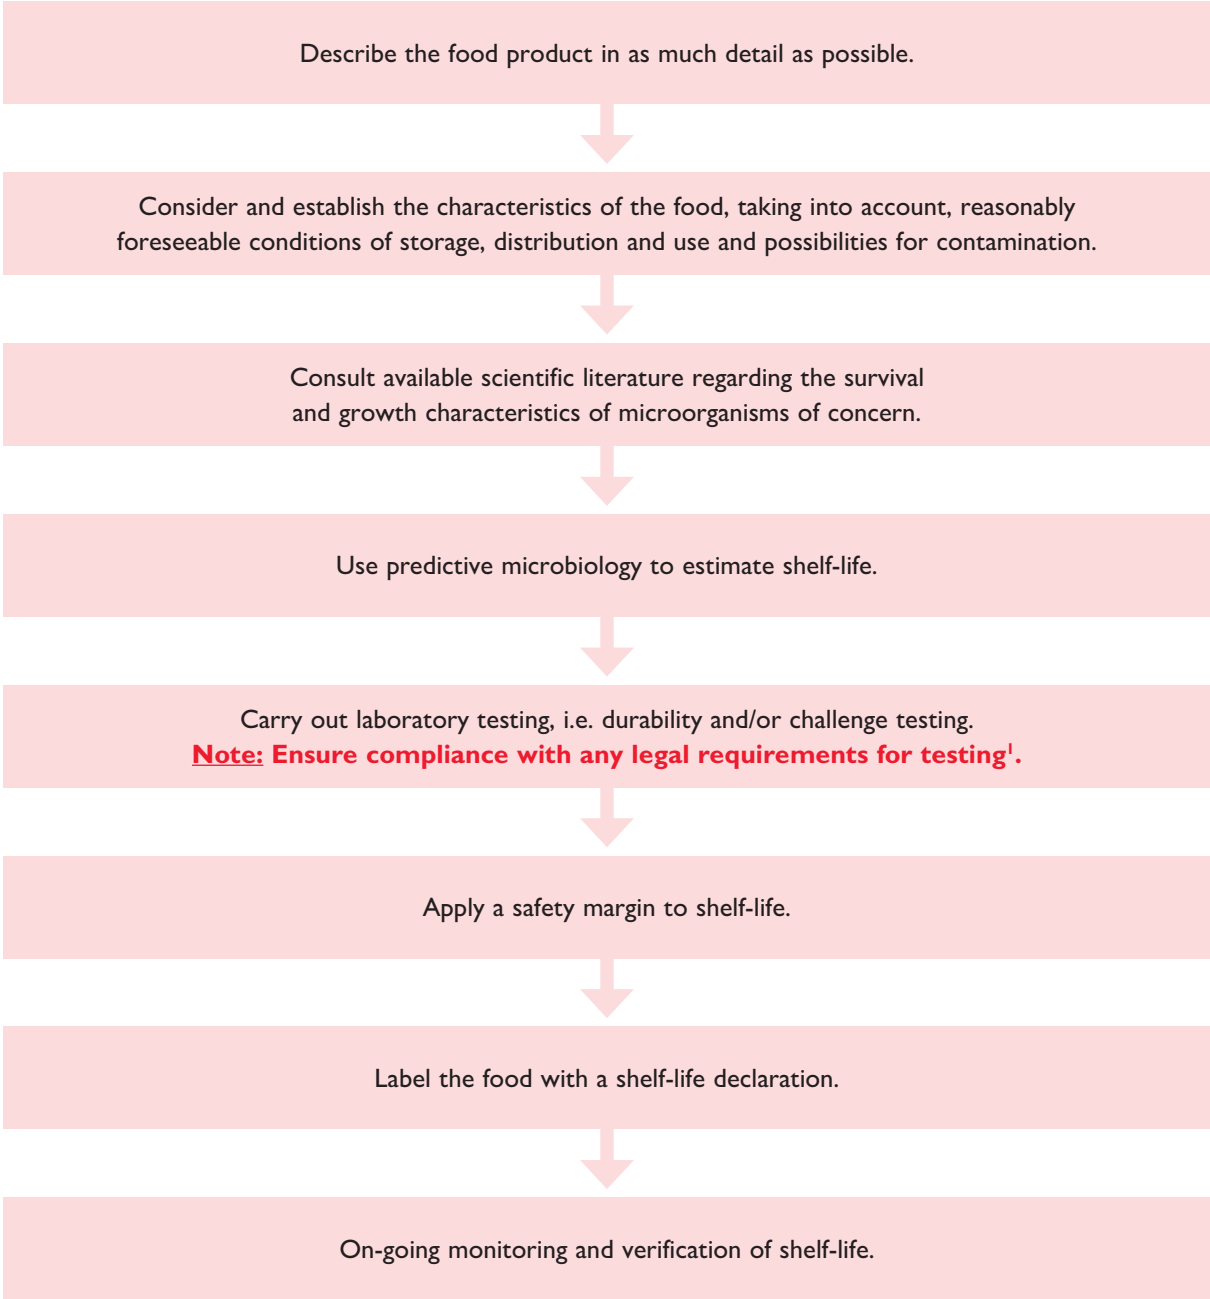 Describe the food product in as much detail as possible.
Consider and establish the characteristics of the food, taking into account, reasonably
foreseeable conditions of storage, distribution and use and possibilities for contamination.
Consult available scientific literature regarding the survival
and growth characteristics of microorganisms of concern.
Use predictive microbiology to estimate shelf-life.
Carry out laboratory testing, i.e. durability and/or challenge testing.
Note: Ensure compliance with any legal requirements for testing¹.
Apply a safety margin to shelf-life.
Label the food with a shelf-life declaration.
On-going monitoring and verification of shelf-life.